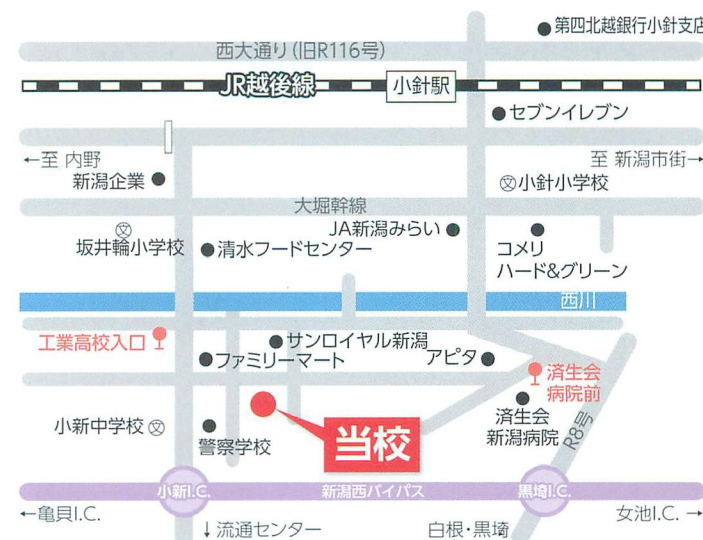 第四北越銀行小針支店
西大通り（旧R116号）
JR越後線
小針駅
セブンイレブン
←至 内野
至 新潟市街→
新潟企業
文小針小学校
大堀幹線
文
坂井輪小学校
清水フードセンター
JA新潟みらい
コメリ
ハード&グリーン
西川
工業高校入口
サンロイヤル新潟
ファミリーマート
アピタ
済生会
病院前
済生会
新潟病院
R8号
小新中学校文
警察学校
当校
小新I.C.
新潟西バイパス
黒埼I.C.
←亀貝I.C.
女池I.C.→
↓流通センター
白根・黒埼